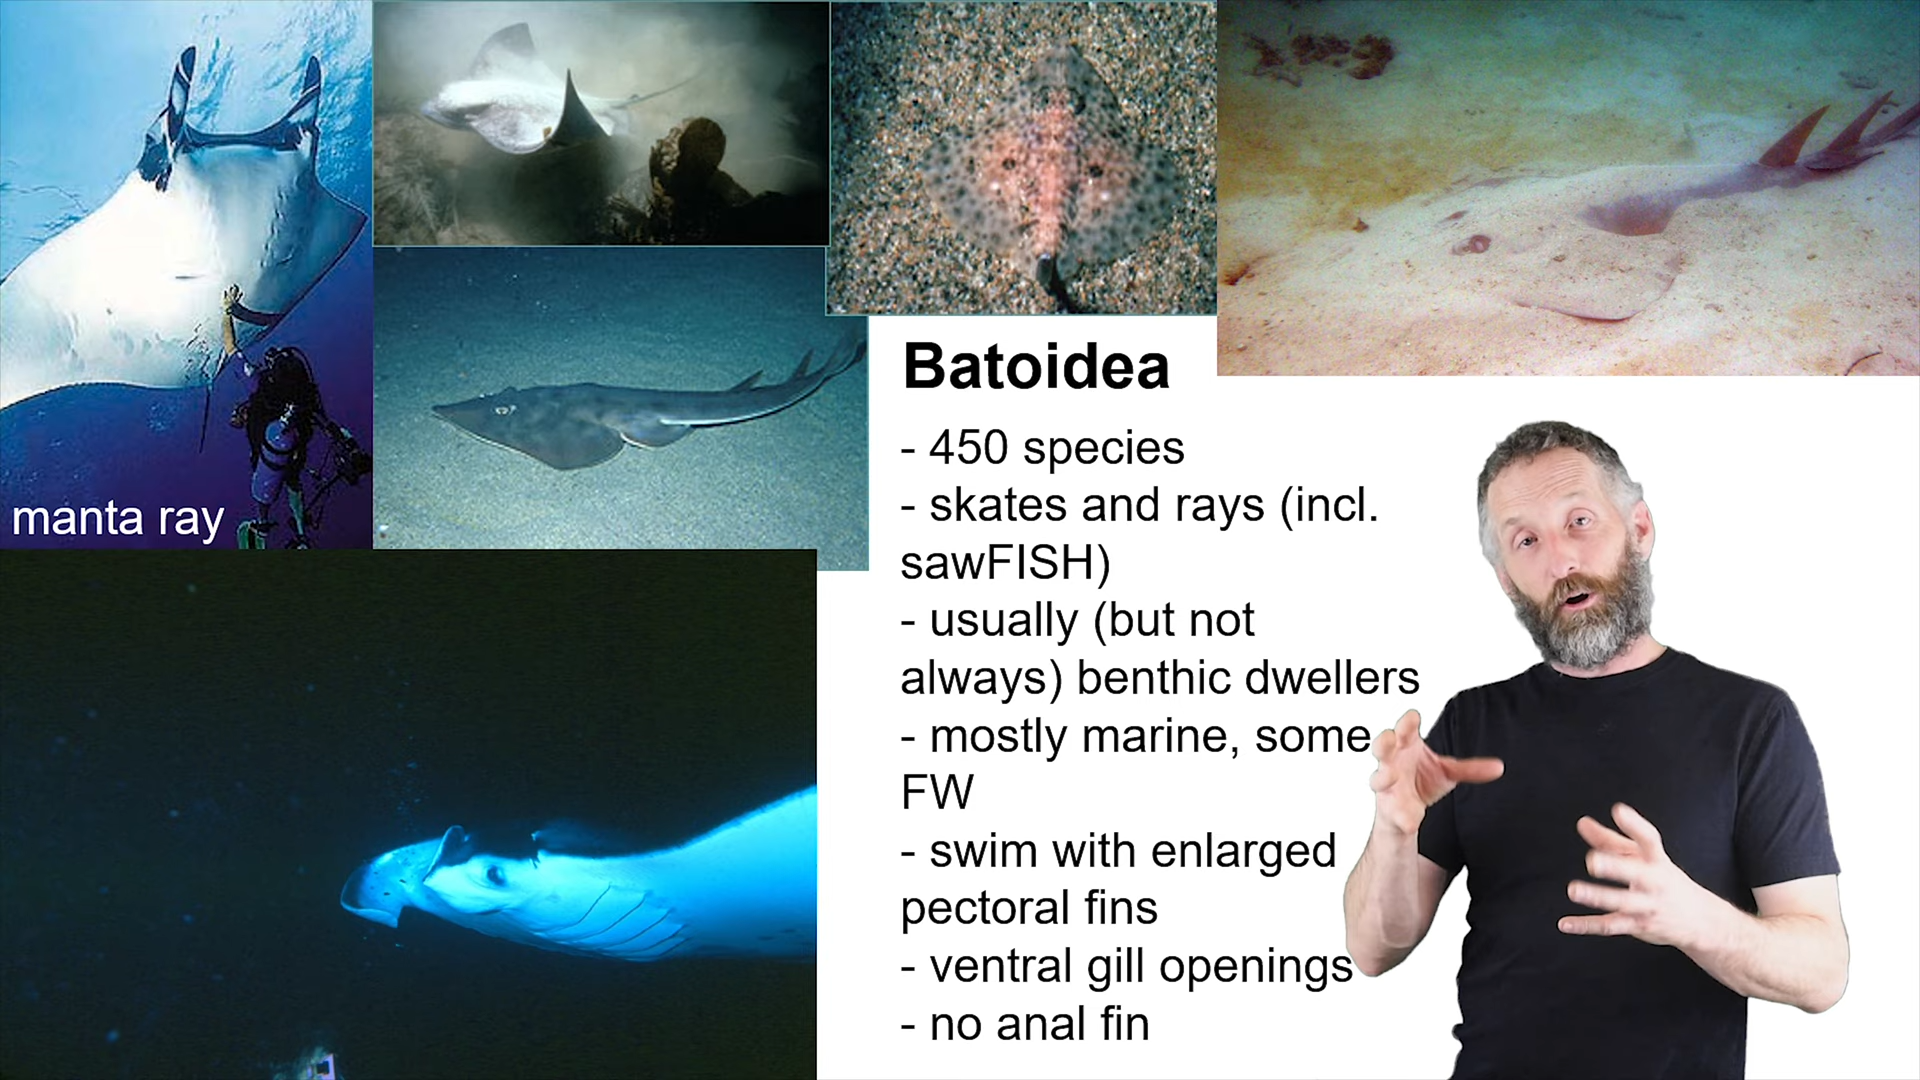 manta ray
Batoidea
- 450 species
- skates and rays (incl.
sawFISH)
- usually (but not
always) benthic dwellers
- mostly marine, some
FW
- swim with enlarged
pectoral fins
- ventral gill openings
- no anal fin